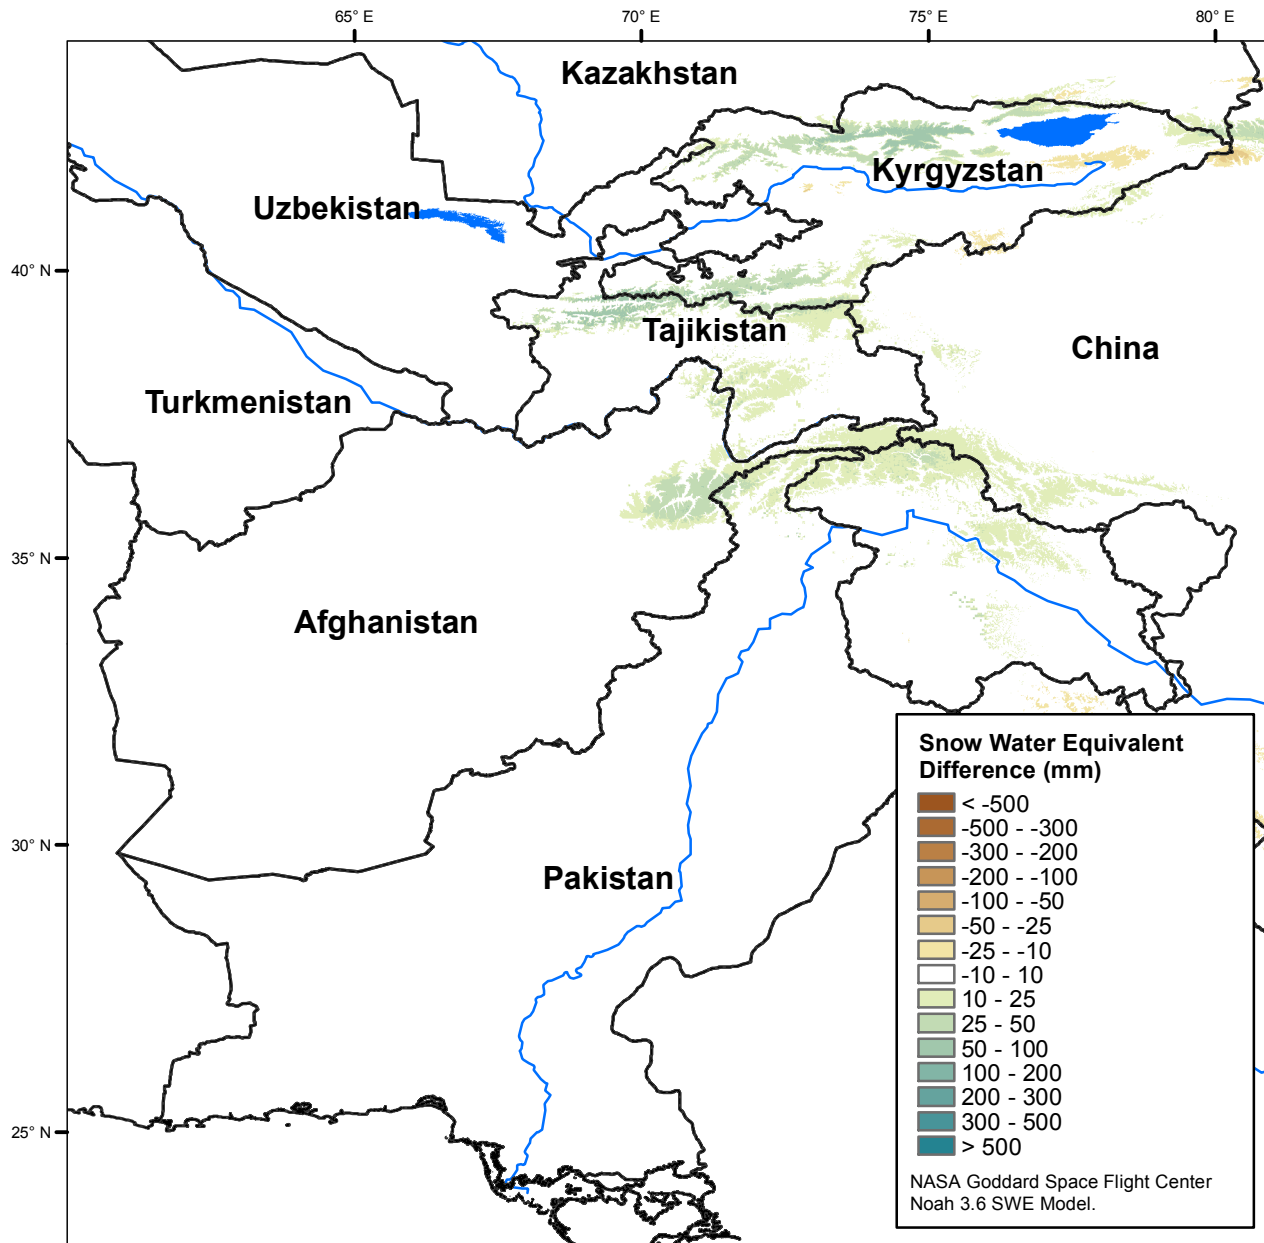 65° E 70° E 75° E 80° E
Kazakhstan
Kyrgyzstan
Uzbekistan
40° N
Tajikistan
China
Turkmenistan
35° N
Afghanistan
Snow Water Equivalent
Difference (mm)
< -500
-500 - -300
-300 - -200
-200 - -100
-100 - -50
-50 - -25
-25 - -10
-10 - 10
10 - 25
25 - 50
50 - 100
100 - 200
200 - 300
300 - 500
> 500
NASA Goddard Space Flight Center
Noah 3.6 SWE Model.
30° N
Pakistan
25° N